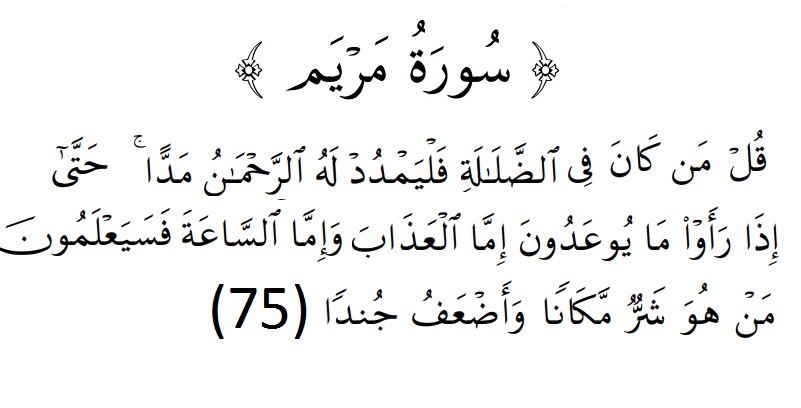 ﴿ سُورَةُ مَرْيَم ﴾
قُلْ مَن كَانَ فِى ٱلضَّلَـٰلَةِ فَلْيَمْدُدْ لَهُ ٱلرَّحْمَـٰنُ مَدًّا ۚ حَتَّىٰٓ
إِذَا رَأَوْا۟ مَا يُوعَدُونَ إِمَّا ٱلْعَذَابَ وَإِمَّا ٱلسَّاعَةَ فَسَيَعْلَمُونَ
مَنْ هُوَ شَرٌّ مَّكَانًا وَأَضْعَفُ جُندًا (75)